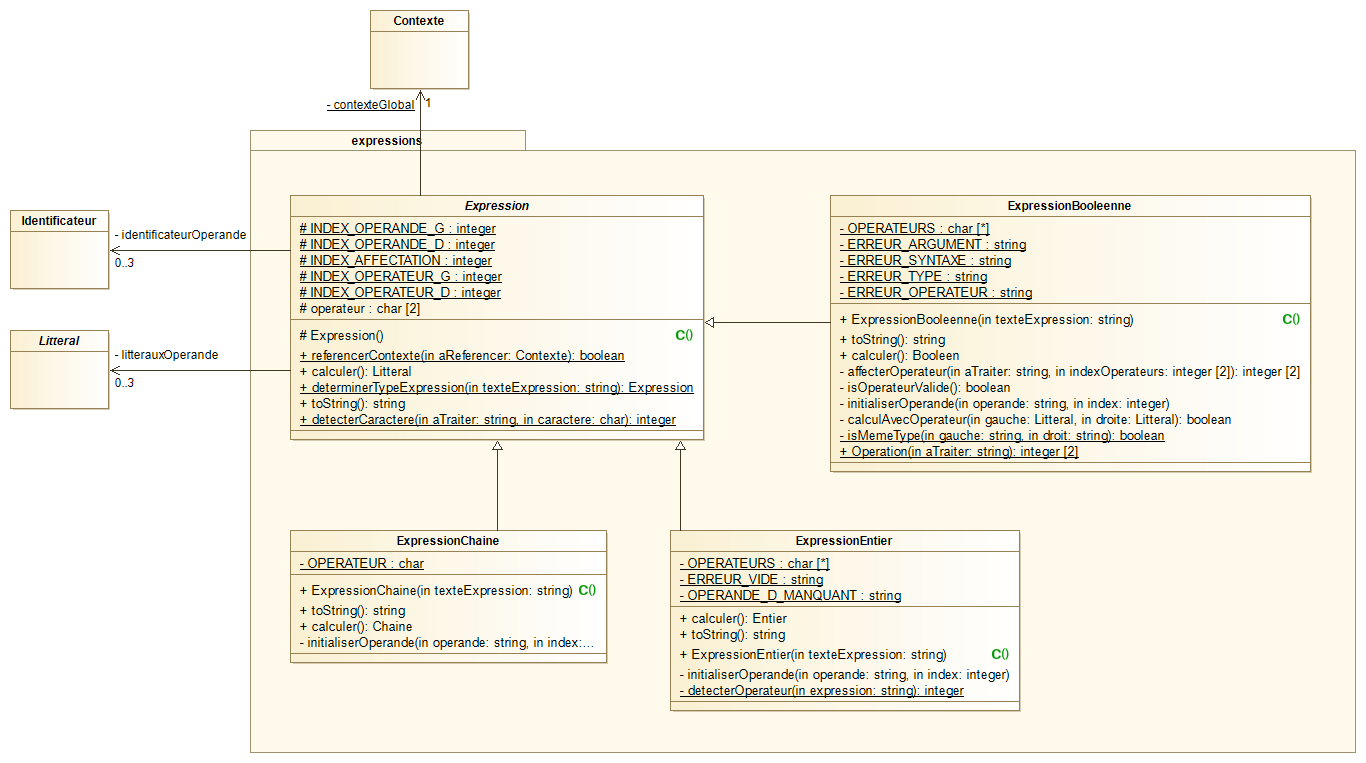 Contexte
- contexteGlobal
1
expressions
Identificateur
- identificateurOperande
0..3
Litteral
- litterauxOperande
0..3
Expression
# INDEX_OPERANDE_G : integer
# INDEX_OPERANDE_D : integer
# INDEX_AFFECTATION : integer
# INDEX_OPERATEUR_G : integer
# INDEX_OPERATEUR_D : integer
# operateur : char [2]
# Expression() C()
+ referencerContexte(in aReferencer: Contexte): boolean
+ calculer(): Litteral
+ determinerTypeExpression(in texteExpression: string): Expression
+ toString(): string
+ detecterCaractere(in aTraiter: string, in caractere: char): integer
ExpressionBooleenne
- OPERATEURS : char [*]
- ERREUR_ARGUMENT : string
- ERREUR_SYNTAXE : string
- ERREUR_TYPE : string
- ERREUR_OPERATEUR : string
+ ExpressionBooleenne(in texteExpression: string) C()
+ toString(): string
+ calculer(): Booleen
- affecterOperateur(in aTraiter: string, in indexOperateurs: integer [2]): integer [2]
- isOperateurValide(): boolean
- initialiserOperande(in operande: string, in index: integer)
- calculAvecOperateur(in gauche: Litteral, in droite: Litteral): boolean
- isMemeType(in gauche: string, in droit: string): boolean
+ Operation(in aTraiter: string): integer [2]
ExpressionChaine
- OPERATEUR : char
+ ExpressionChaine(in texteExpression: string) C()
+ toString(): string
+ calculer(): Chaine
- initialiserOperande(in operande: string, in index:...
ExpressionEntier
- OPERATEURS : char [*]
- ERREUR_VIDE : string
- OPERANDE_D_MANQUANT : string
+ calculer(): Entier
+ toString(): string
+ ExpressionEntier(in texteExpression: string) C()
- initialiserOperande(in operande: string, in index: integer)
- detecterOperateur(in expression: string): integer